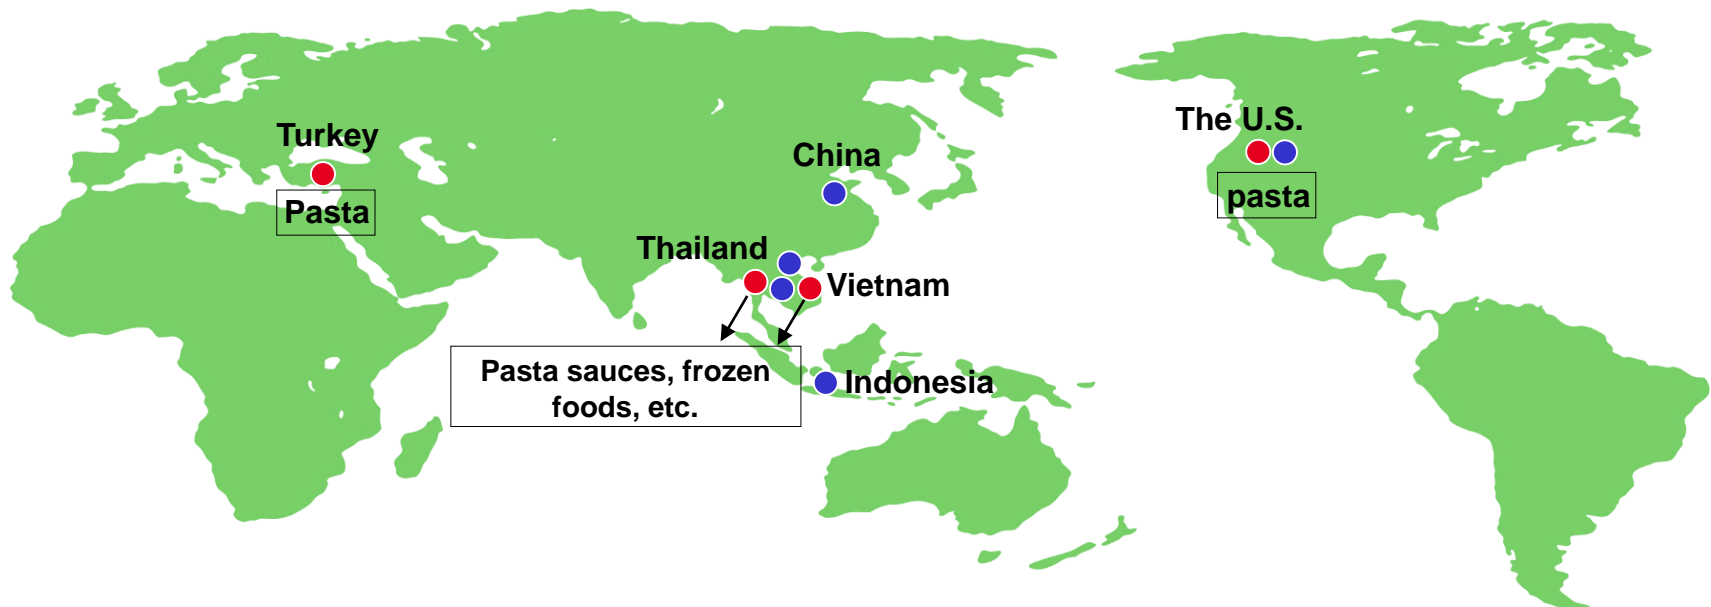 Turkey
Pasta
China
Thailand
Vietnam
Pasta sauces, frozen
foods, etc.
Indonesia
The U.S.
pasta